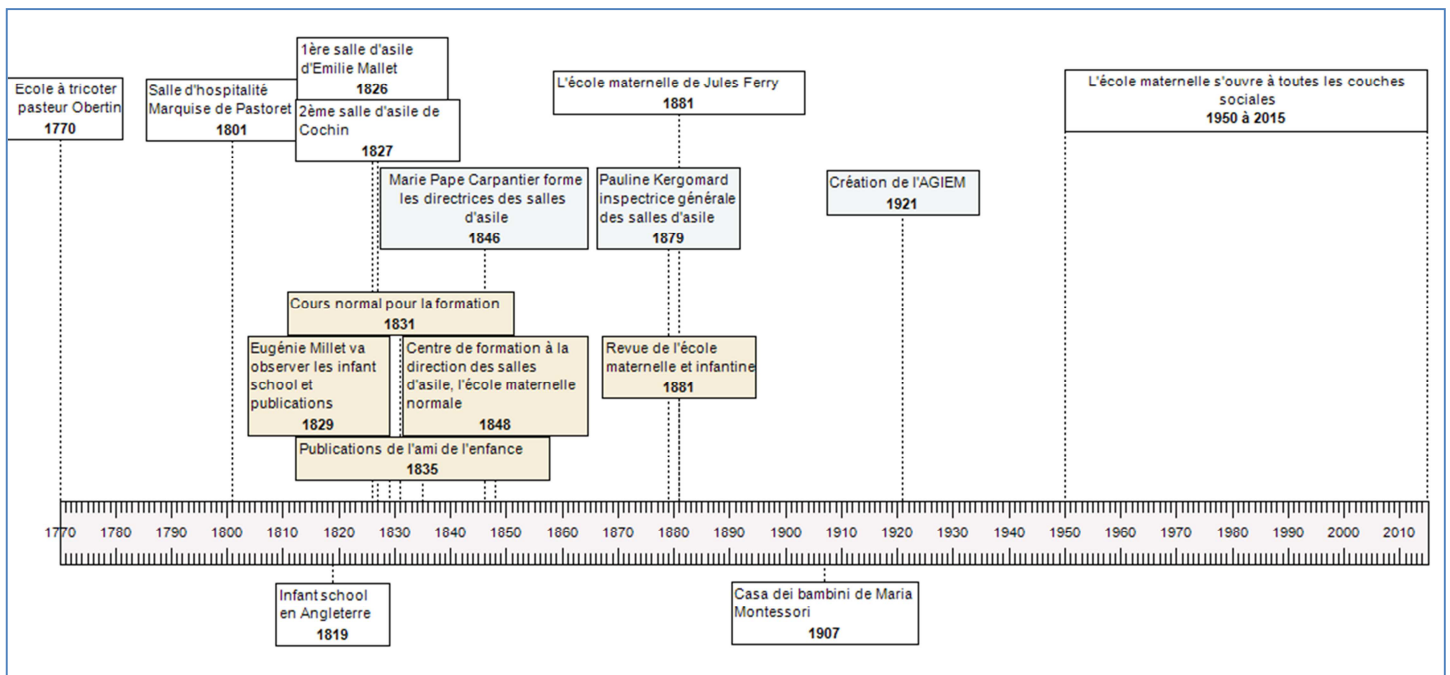 Ecole à tricoter
pasteur Obertin
1770
Salle d'hospitalité
Marquise de Pastoret
1801
1ère salle d'asile
d'Emilie Mallet
1826
2ème salle d'asile de
Cochin
1827
L'école maternelle de Jules Ferry
1881
L'école maternelle s'ouvre à toutes les couches
sociales
1950 à 2015
Marie Pape Carpantier forme
les directrices des salles
d'asile
1846
Pauline Kergomard
inspectrice générale
des salles d'asile
1879
Création de l'AGIEM
1921
Cours normal pour la formation
1831
Eugénie Millet va
observer les infant
school et
publications
1829
Centre de formation à la
direction des salles
d'asile, l'école maternelle
normale
1848
Revue de l'école
maternelle et infantine
1881
Publications de l'ami de l'enfance
1835
1770 1780 1790 1800 1810 1820 1830 1840 1850 1860 1870 1880 1890 1900 1910 1920 1930 1940 1950 1960 1970 1980 1990 2000 2010
Infant school
en Angleterre
1819
Casa dei bambini de Maria
Montessori
1907